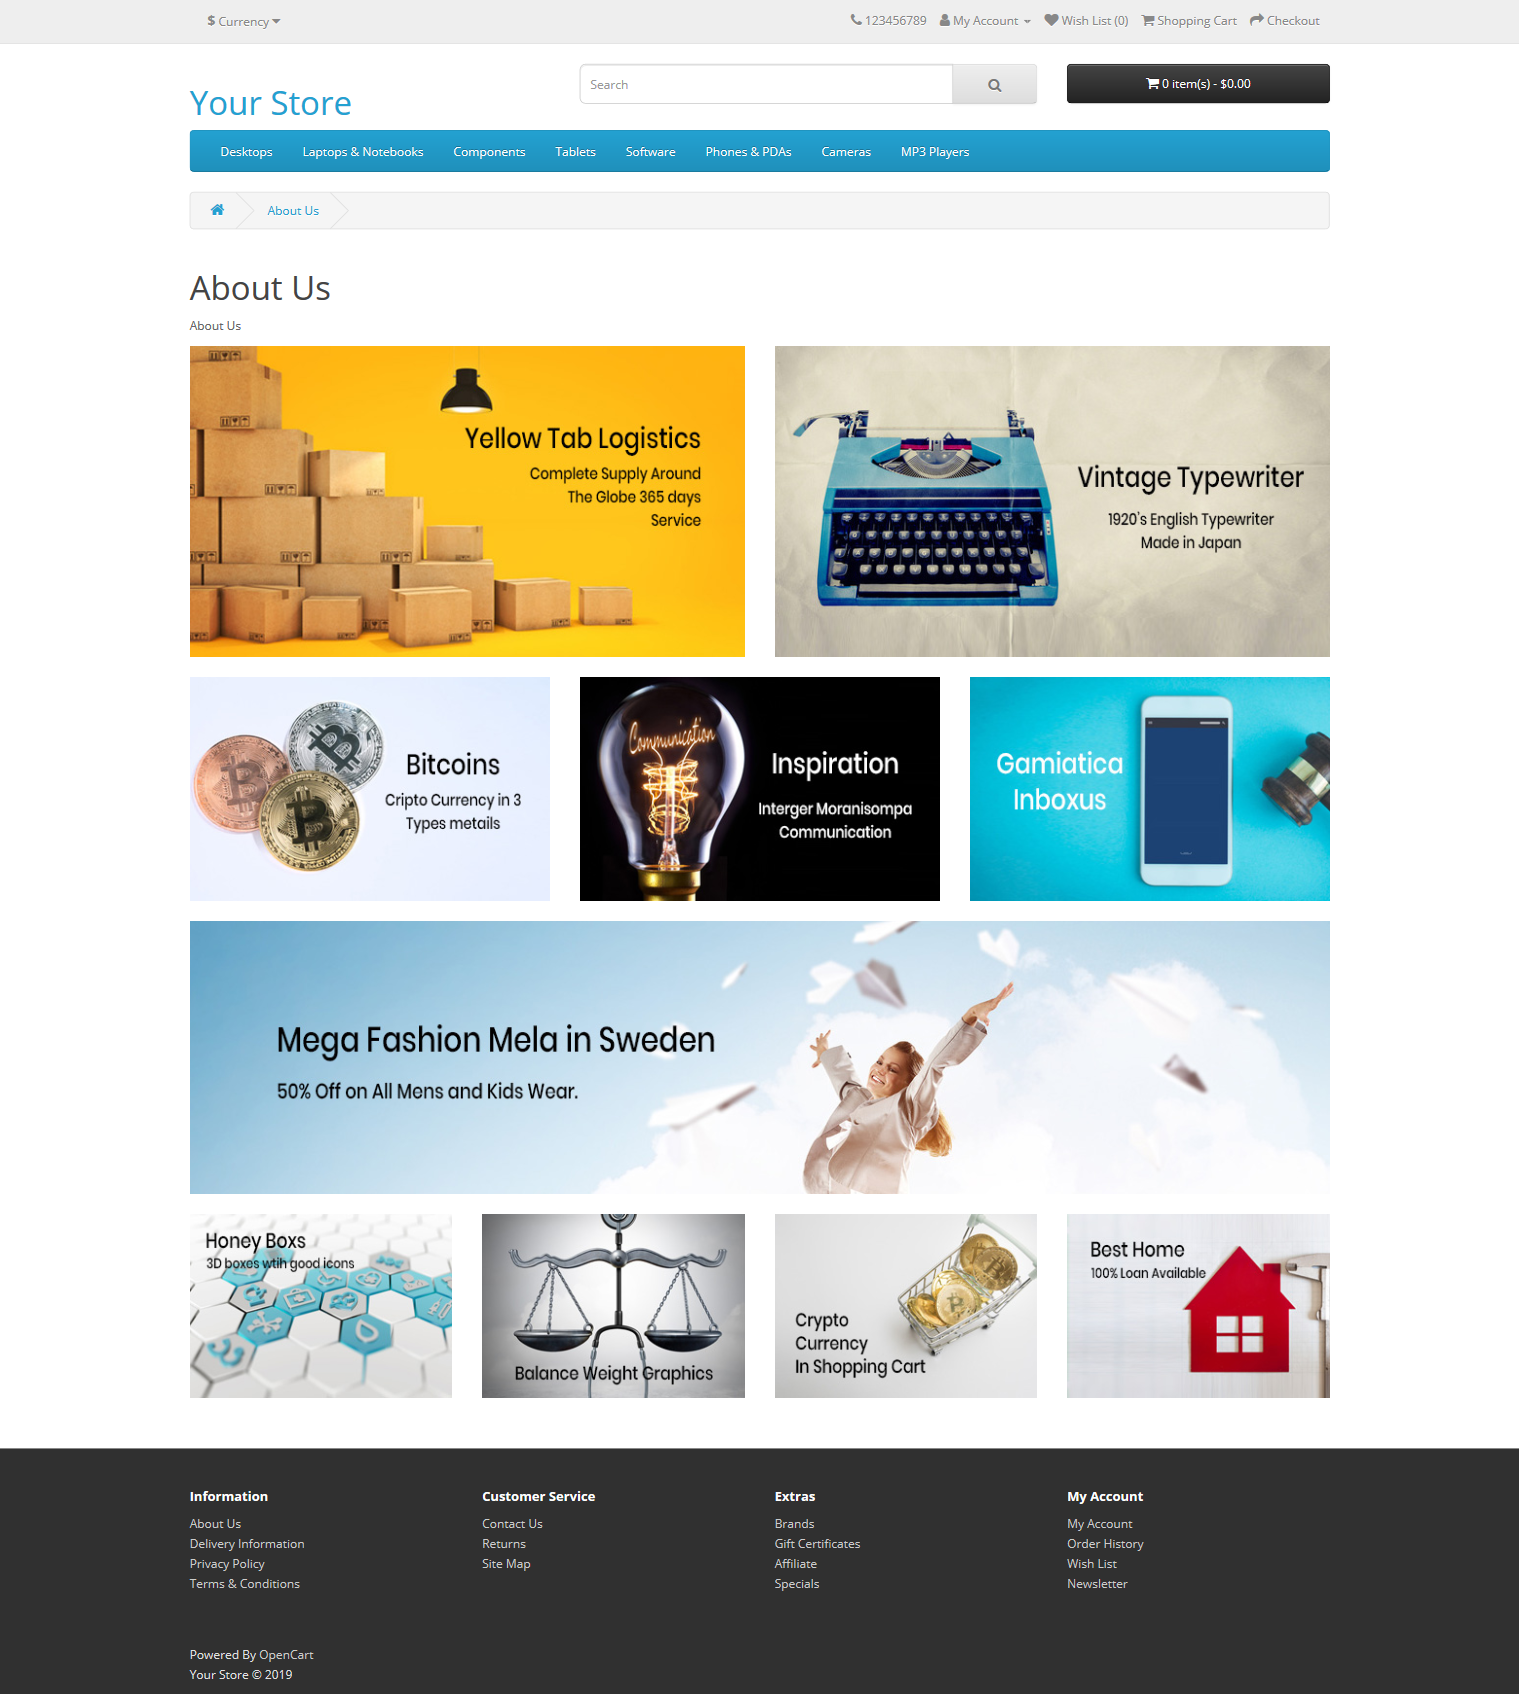 $ Currency
123456789 My Account Wish List (0) Shopping Cart Checkout
Your Store
Search
0 item(s) - $0.00
Desktops Laptops & Notebooks Components Tablets Software Phones & PDAs Cameras MP3 Players
About Us
About Us
About Us
Yellow Tab Logistics
Complete Supply Around
The Globe 365 days
Service
Vintage Typewriter
1920's English Typewriter
Made in Japan
Bitcoins
Cripto Currency in 3
Types metails
Communication
Inspiration
Interger Moranisompa
Communication
Gamiatica
Inboxus
Mega Fashion Mela in Sweden
50% Off on All Mens and Kids Wear.
Honey Boxs
3D boxes wtih good icons
Balance Weight Graphics
Crypto
Currency
In Shopping Cart
Best Home
100% Loan Available
Information
About Us
Delivery Information
Privacy Policy
Terms & Conditions
Customer Service
Contact Us
Returns
Site Map
Extras
Brands
Gift Certificates
Affiliate
Specials
My Account
My Account
Order History
Wish List
Newsletter
Powered By OpenCart
Your Store © 2019